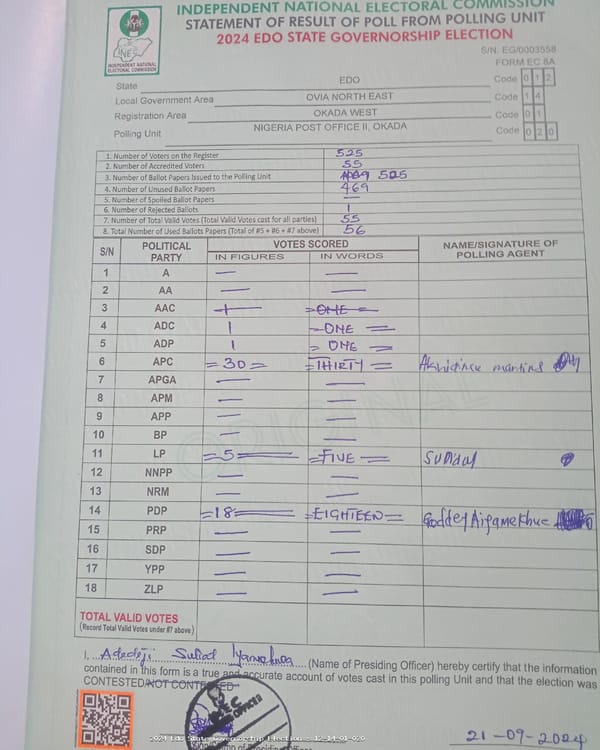 INDEPENDENT NATIONAL ELECTORAL COMMISSION
STATEMENT OF RESULT OF POLL FROM POLLING UNIT
2024 EDO STATE GOVERNORSHIP ELECTION
INEC
INDEPENDENT NATIONAL
ELECTORAL COMMISSION
S/N. EG/0003558
FORM EC 8A
State EDO Code 0 1 2
Local Government Area OVIA NORTH EAST Code 1 4
Registration Area OKADA WEST Code 0 1
Polling Unit NIGERIA POST OFFICE II, OKADA Code 0 2 0
1. Number of Voters on the Register 525
2. Number of Accredited Voters 55
3. Number of Ballot Papers Issued to the Polling Unit 525
4. Number of Unused Ballot Papers 469
5. Number of Spoiled Ballot Papers —
6. Number of Rejected Ballots 1
7. Number of Total Valid Votes (Total Valid Votes cast for all parties) 55
8. Total Number of Used Ballots Papers (Total of #5 + #6 + #7 above) 56
S/N POLITICAL PARTY VOTES SCORED NAME/SIGNATURE OF POLLING AGENT
IN FIGURES IN WORDS
1 A — —
2 AA — —
3 AAC 1 =ONE=
4 ADC 1 –ONE =
5 ADP 1 = ONE =
6 APC =30= =THIRTY=
7 APGA — —
8 APM — —
9 APP — —
10 BP — —
11 LP =5= =FIVE= Sunday
12 NNPP — —
13 NRM — —
14 PDP =18= =EIGHTEEN=
15 PRP — —
16 SDP — —
17 YPP — —
18 ZLP — —
TOTAL VALID VOTES
(Record Total Valid Votes under #7 above)
I, Adedeji (Name of Presiding Officer) hereby certify that the information
contained in this form is a true and accurate account of votes cast in this polling Unit and that the election was
CONTESTED/NOT CONTESTED
21-09-2024